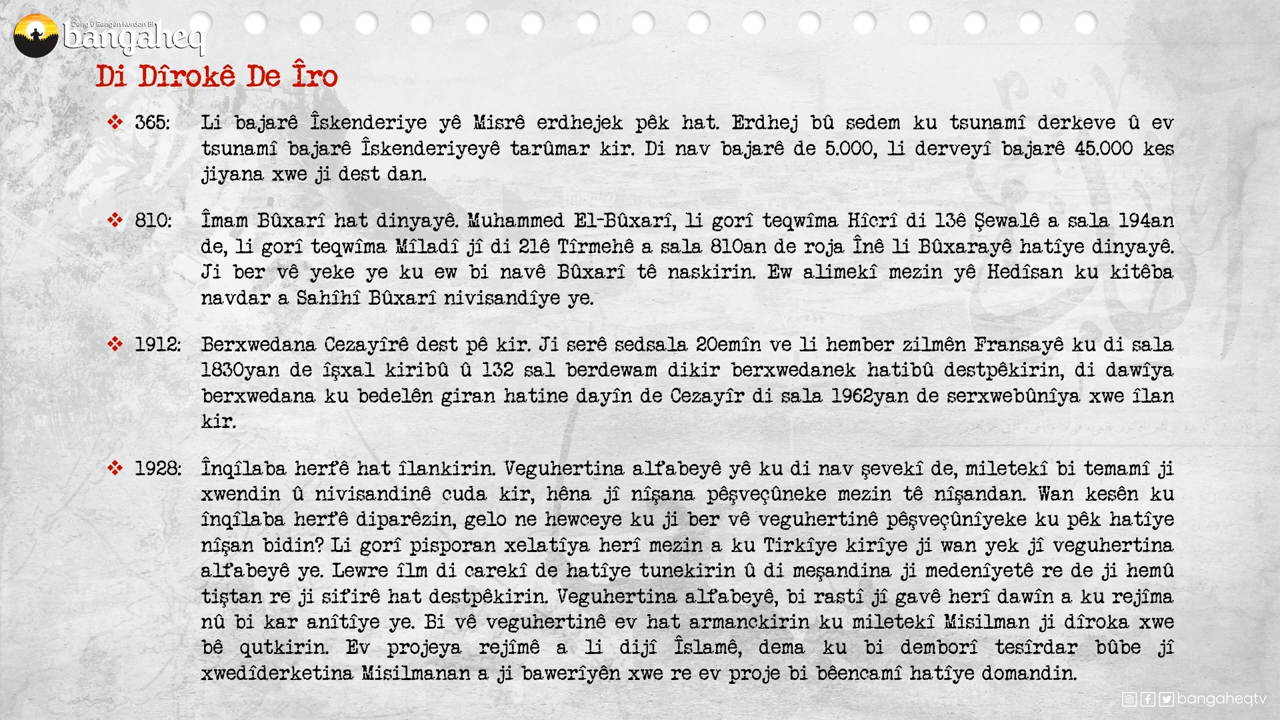 Deng û Rengên Kurdan Bi
bangaheq
Di Dîrokê De Îro
365: Li bajarê Îskenderiye yê Misrê erdhejek pêk hat. Erdhej bû sedem ku tsunamî derkeve û ev
tsunamî bajarê Îskenderiyeyê tarûmar kir. Di nav bajarê de 5.000, li derveyî bajarê 45.000 kes
jiyana xwe ji dest dan.
810: Îmam Bûxarî hat dinyayê. Muhammed El-Bûxarî, li gorî teqwîma Hîcrî di 13ê Şewalê a sala 194an
de, li gorî teqwîma Mîladî jî di 21ê Tîrmehê a sala 810an de roja Înê li Bûxarayê hatîye dinyayê.
Ji ber vê yeke ye ku ew bi navê Bûxarî tê naskirin. Ew alimekî mezin yê Hedîsan ku kitêba
navdar a Sahîhî Bûxarî nivisandîye ye.
1912: Berxwedana Cezayîrê dest pê kir. Ji serê sedsala 20emîn ve li hember zilmên Fransayê ku di sala
1830yan de îşxal kiribû û 132 sal berdewam dikir berxwedanek hatibû destpêkirin, di dawîya
berxwedana ku bedelên giran hatine dayîn de Cezayîr di sala 1962yan de serxwebûnîya xwe îlan
kir.
1928: Înqîlaba herfê hat îlankirin. Veguhertina alfabeyê yê ku di nav şevekî de, miletekî bi temamî ji
xwendin û nivisandinê cuda kir, hêna jî nîşana pêşveçûneke mezin tê nîşandan. Wan kesên ku
înqîlaba herfê diparêzin, gelo ne hewceye ku ji ber vê veguhertinê pêşveçûnîyeke ku pêk hatîye
nîşan bidin? Li gorî pisporan xelatîya herî mezin a ku Tirkîye kirîye ji wan yek jî veguhertina
alfabeyê ye. Lewre îlm di carekî de hatîye tunekirin û di meşandina ji medenîyetê re de ji hemû
tiştan re ji sifirê hat destpêkirin. Veguhertina alfabeyê, bi rastî jî gavê herî dawîn a ku rejîma
nû bi kar anîtîye ye. Bi vê veguhertinê ev hat armanckirin ku miletekî Misilman ji dîroka xwe
bê qutkirin. Ev projeya rejîmê a li dijî Îslamê, dema ku bi demborî tesîrdar bûbe jî
xwedîderketina Misilmanan a ji bawerîyên xwe re ev proje bi bêencamî hatîye domandin.
bangaheqtv